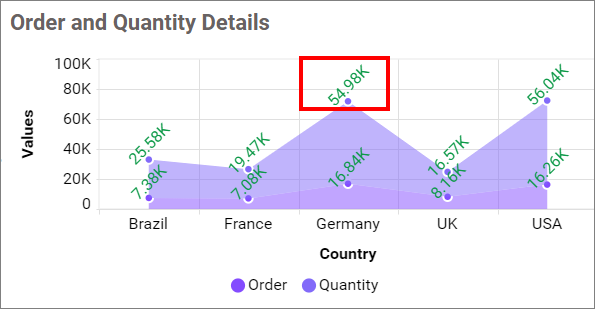 Order and Quantity Details
Values
100K
80K
60K
40K
20K
0
25.58K
19.47K
54.98K
16.57K
56.04K
7.38K
7.08K
16.84K
8.16K
16.26K
Brazil France Germany UK USA
Country
Order Quantity